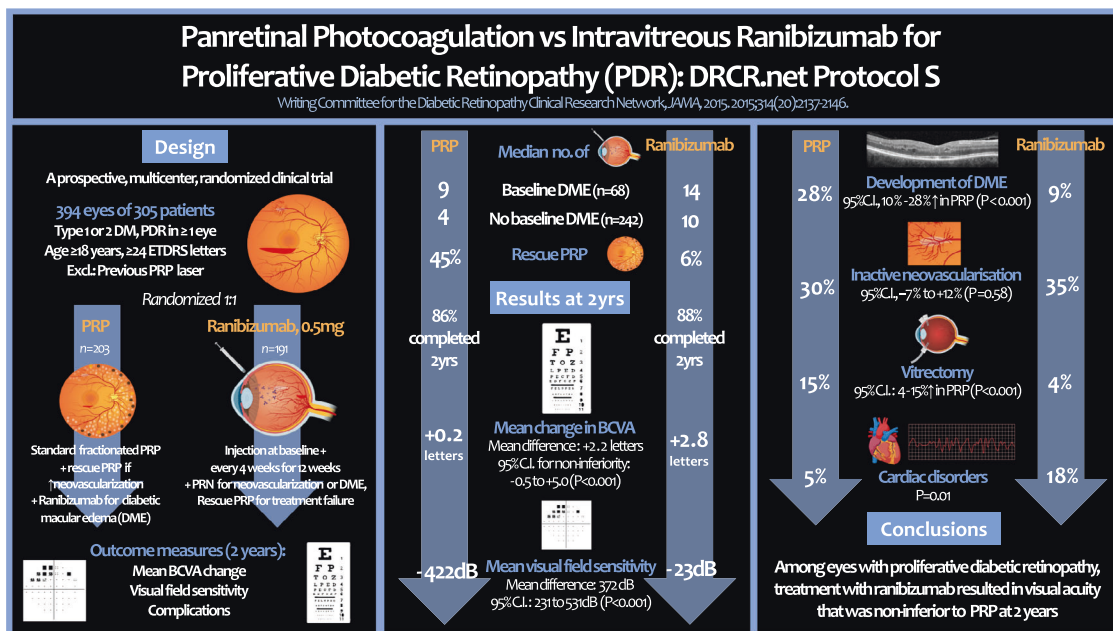 Panretinal Photocoagulation vs Intravitreous Ranibizumab for
Proliferative Diabetic Retinopathy (PDR): DRCR.net Protocol S
Writing Committee for the Diabetic Retinopathy Clinical Research Network, JAMA, 2015. 2015;314(20):2137-2146.
Design
A prospective, multicenter, randomized clinical trial
394 eyes of 305 patients
Type 1 or 2 DM, PDR in ≥1 eye
Age ≥18 years, ≥24 ETDRS letters
Excl.: Previous PRP laser
Randomized 1:1
PRP
n=203
Ranibizumab, 0.5mg
n=191
Standard fractionated PRP
+ rescue PRP if
↑neovascularization
+ Ranibizumab for diabetic
macular edema (DME)
Injection at baseline +
every 4 weeks for 12 weeks
+ PRN for neovascularization or DME,
Rescue PRP for treatment failure
Outcome measures (2 years):
Mean BCVA change
Visual field sensitivity
Complications
PRP
Median no. of
Ranibizumab
9
Baseline DME (n=68)
14
4
No baseline DME (n=242)
10
45%
Rescue PRP
6%
Results at 2yrs
86%
completed
2yrs
88%
completed
2yrs
E
F P
T O Z
L P E D
P E C F D
+0.2
letters
Mean change in BCVA
Mean difference: +2.2 letters
95% C.I. for non-inferiority:
-0.5 to +5.0 (P<0.001)
+2.8
letters
-422dB
Mean visual field sensitivity
Mean difference: 372 dB
95% C.I.: 231 to 531dB (P<0.001)
-23dB
PRP
Ranibizumab
28%
Development of DME
95%C.I., 10% -28% ↑ in PRP (P<0.001)
9%
30%
Inactive neovascularisation
95%C.I., –7% to +12% (P=0.58)
35%
15%
Vitrectomy
95% C.I.: 4-15%↑ in PRP (P<0.001)
4%
5%
Cardiac disorders
P=0.01
18%
Conclusions
Among eyes with proliferative diabetic retinopathy,
treatment with ranibizumab resulted in visual acuity
that was non-inferior to PRP at 2 years